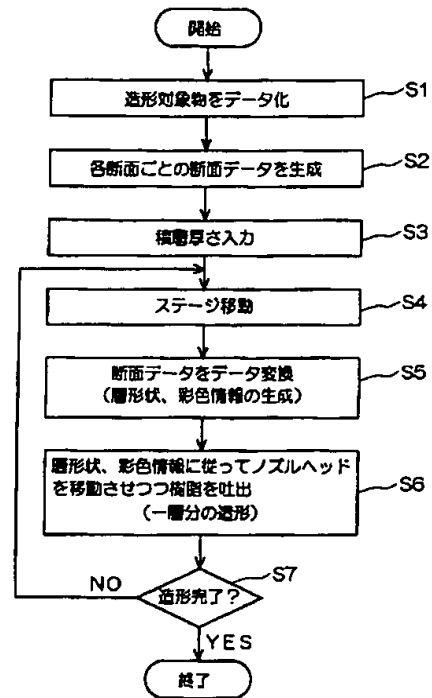 開始
造形対象物をデータ化
S1
各断面ごとの断面データを生成
S2
積層厚さ入力
S3
ステージ移動
S4
断面データをデータ変換
(層形状、彩色情報の生成)
S5
層形状、彩色情報に従ってノズルヘッド
を移動させつつ樹脂を吐出
(一層分の造形)
S6
造形完了?
S7
NO
YES
終了